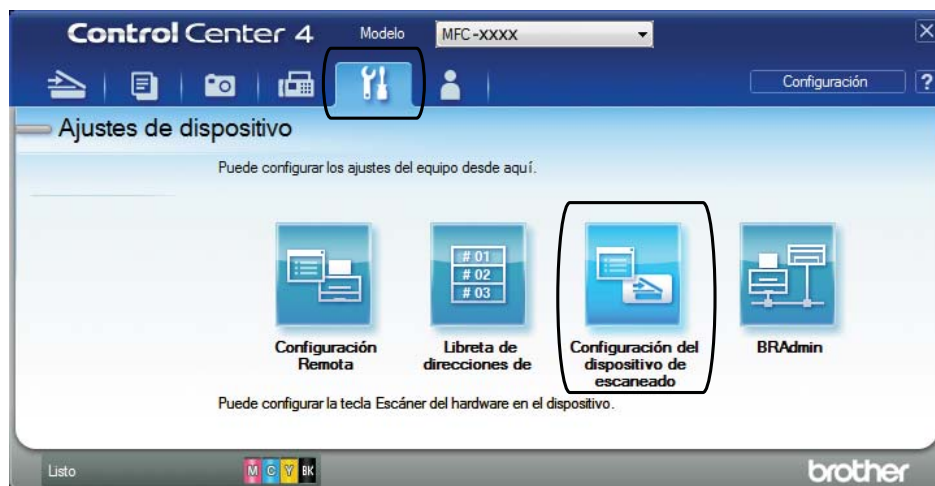 Control Center 4
Modelo
MFC-XXXX
Configuración
?
Ajustes de dispositivo
Puede configurar los ajustes del equipo desde aquí.
# 01
# 02
# 03
Configuración
Remota
Libreta de
direcciones de
Configuración del
dispositivo de
escaneado
BRAdmin
Puede configurar la tecla Escáner del hardware en el dispositivo.
Listo
M C Y BK
brother